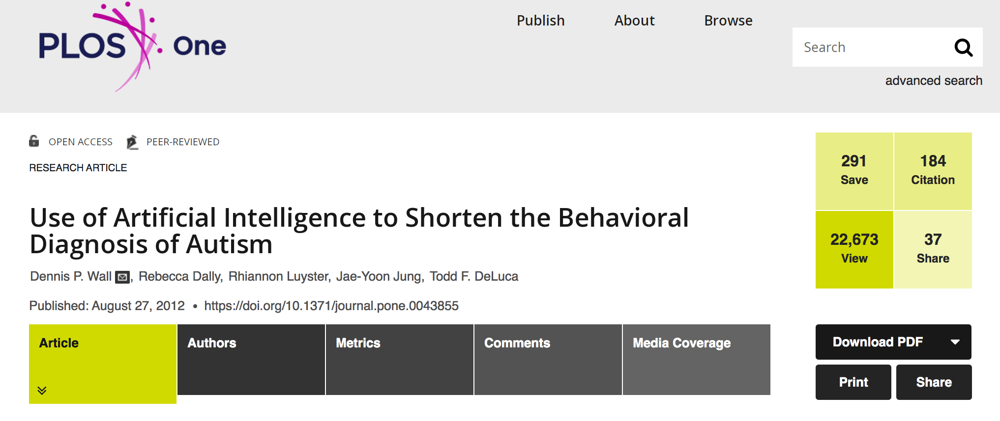 PLOS One
Publish About Browse
Search
advanced search
OPEN ACCESS PEER-REVIEWED
RESEARCH ARTICLE
291 Save
184 Citation
22,673 View
37 Share
Use of Artificial Intelligence to Shorten the Behavioral
Diagnosis of Autism
Dennis P. Wall , Rebecca Dally, Rhiannon Luyster, Jae-Yoon Jung, Todd F. DeLuca
Published: August 27, 2012 • https://doi.org/10.1371/journal.pone.0043855
Article Authors Metrics Comments Media Coverage
Download PDF
Print Share